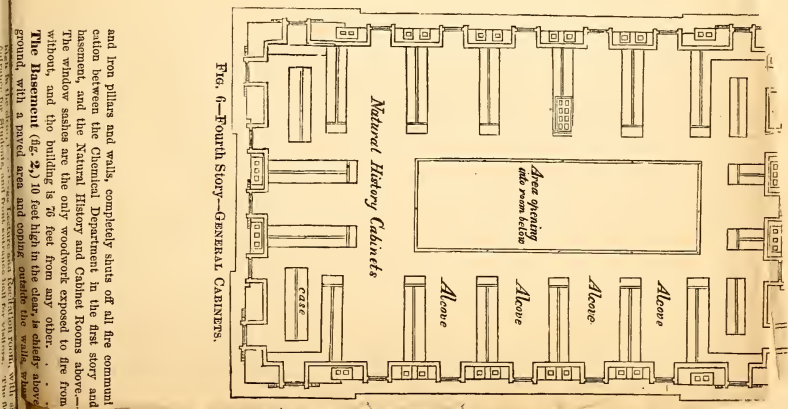 Area opening
into room below
Natural History Cabinets
Alcove
Alcove
Alcove
Alcove
case
FIG. 6—Fourth Story—GENERAL CABINETS.
and iron pillars and walls, completely shuts off all fire communi
cation between the Chemical Department in the first story and
basement, and the Natural History and Cabinet Rooms above.—
The window sashes are the only woodwork exposed to fire from
without, and the building is 75 feet from any other. . .
The Basement (fig. 2,) 10 feet high in the clear, is chiefly above
ground, with a paved area and coping outside the walls,